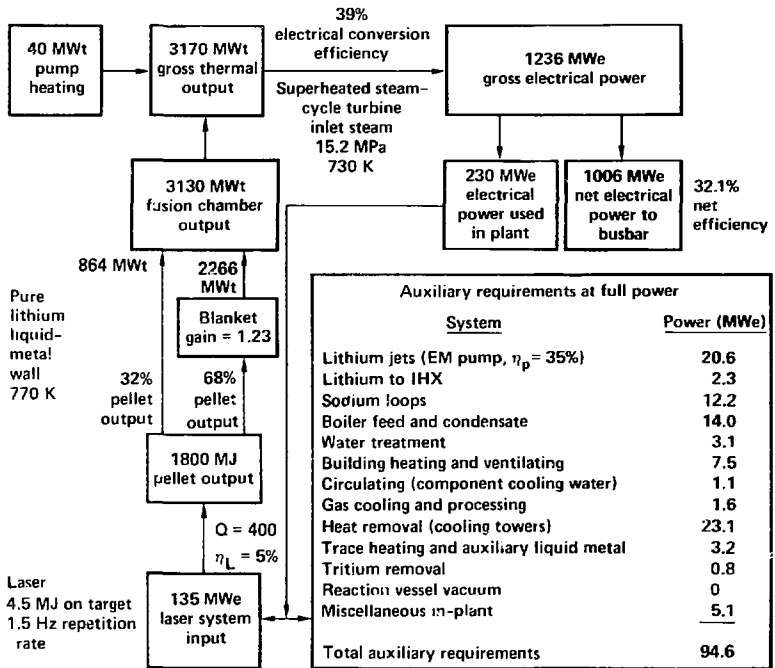 40 MWt
pump
heating
3170 MWt
gross thermal
output
39%
electrical conversion
efficiency
Superheated steam-
cycle turbine
inlet steam
15.2 MPa
730 K
1236 MWe
gross electrical power
3130 MWt
fusion chamber
output
230 MWe
electrical
power used
in plant
1006 MWe
net electrical
power to
busbar
32.1%
net
efficiency
864 MWt
2266
MWt
Pure
lithium
liquid-
metal
wall
770 K
Blanket
gain = 1.23
32%
pellet
output
68%
pellet
output
1800 MJ
pellet output
Q = 400
η_L = 5%
Laser
4.5 MJ on target
1.5 Hz repetition
rate
135 MWe
laser system
input
Auxiliary requirements at full power
System Power (MWe)
Lithium jets (EM pump, η_p = 35%) 20.6
Lithium to IHX 2.3
Sodium loops 12.2
Boiler feed and condensate 14.0
Water treatment 3.1
Building heating and ventilating 7.5
Circulating (component cooling water) 1.1
Gas cooling and processing 1.6
Heat removal (cooling towers) 23.1
Trace heating and auxiliary liquid metal 3.2
Tritium removal 0.8
Reaction vessel vacuum 0
Miscellaneous in-plant 5.1
Total auxiliary requirements 94.6